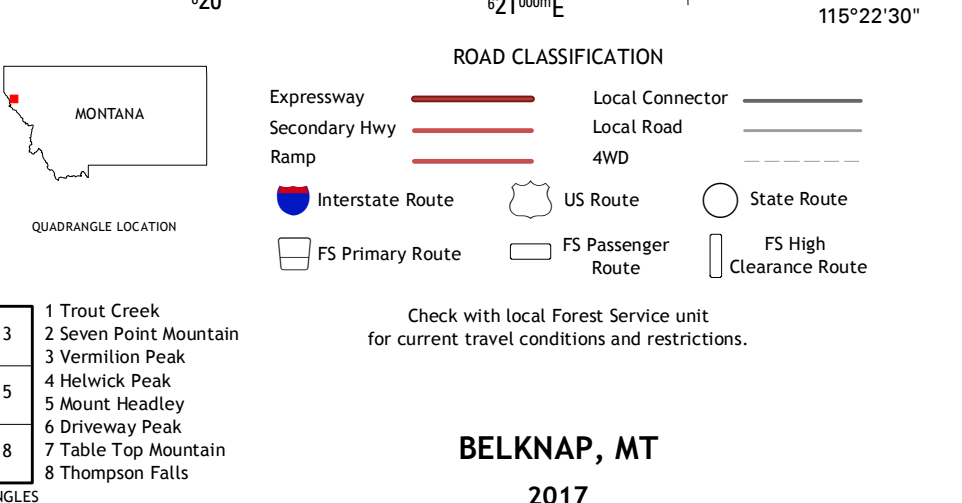 ⁶20
⁶21⁰⁰⁰ᵐE
115°22'30"
ROAD CLASSIFICATION
Expressway
Local Connector
Secondary Hwy
Local Road
Ramp
4WD
Interstate Route
US Route
State Route
FS Primary Route
FS Passenger
Route
FS High
Clearance Route
MONTANA
QUADRANGLE LOCATION
Check with local Forest Service unit
for current travel conditions and restrictions.
3
5
8
1 Trout Creek
2 Seven Point Mountain
3 Vermilion Peak
4 Helwick Peak
5 Mount Headley
6 Driveway Peak
7 Table Top Mountain
8 Thompson Falls
BELKNAP, MT
2017